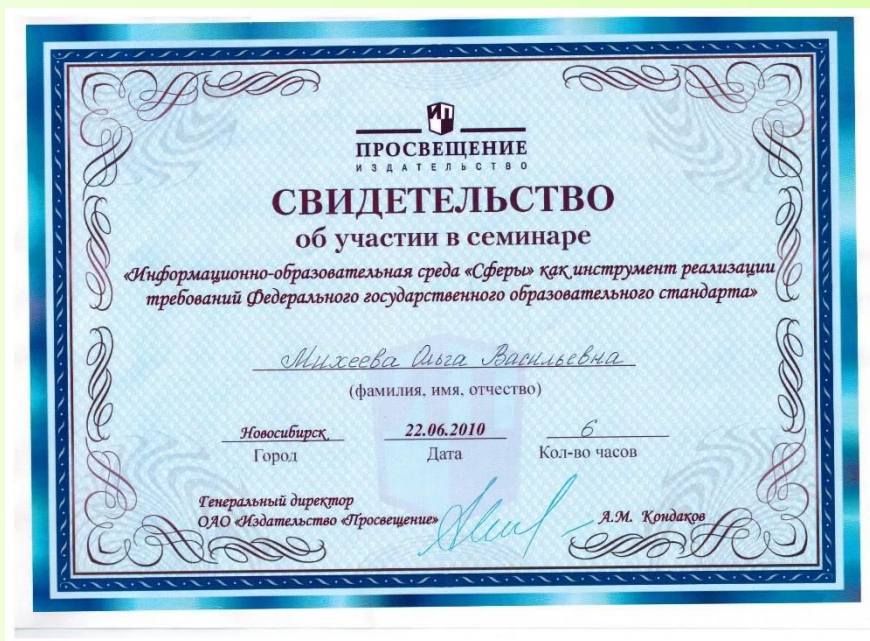 ИП
ПРОСВЕЩЕНИЕ
ИЗДАТЕЛЬСТВО
СВИДЕТЕЛЬСТВО
об участии в семинаре
«Информационно-образовательная среда «Сферы» как инструмент реализации
требований Федерального государственного образовательного стандарта»
Михеева Ольга Васильевна
(фамилия, имя, отчество)
Новосибирск 22.06.2010 6
Город Дата Кол-во часов
Генеральный директор
ОАО «Издательство «Просвещение» А.М. Кондаков